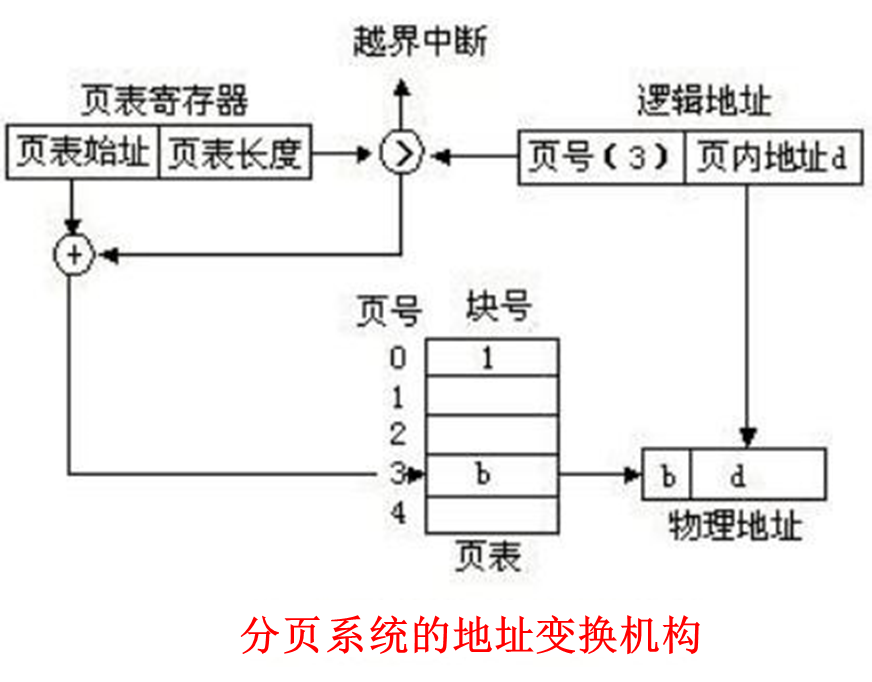 越界中断
页表寄存器
逻辑地址
页表始址 页表长度 > 页号(3) 页内地址d
+
页号 块号
0 1
1
2
3 b b d
4
物理地址
页表
分页系统的地址变换机构